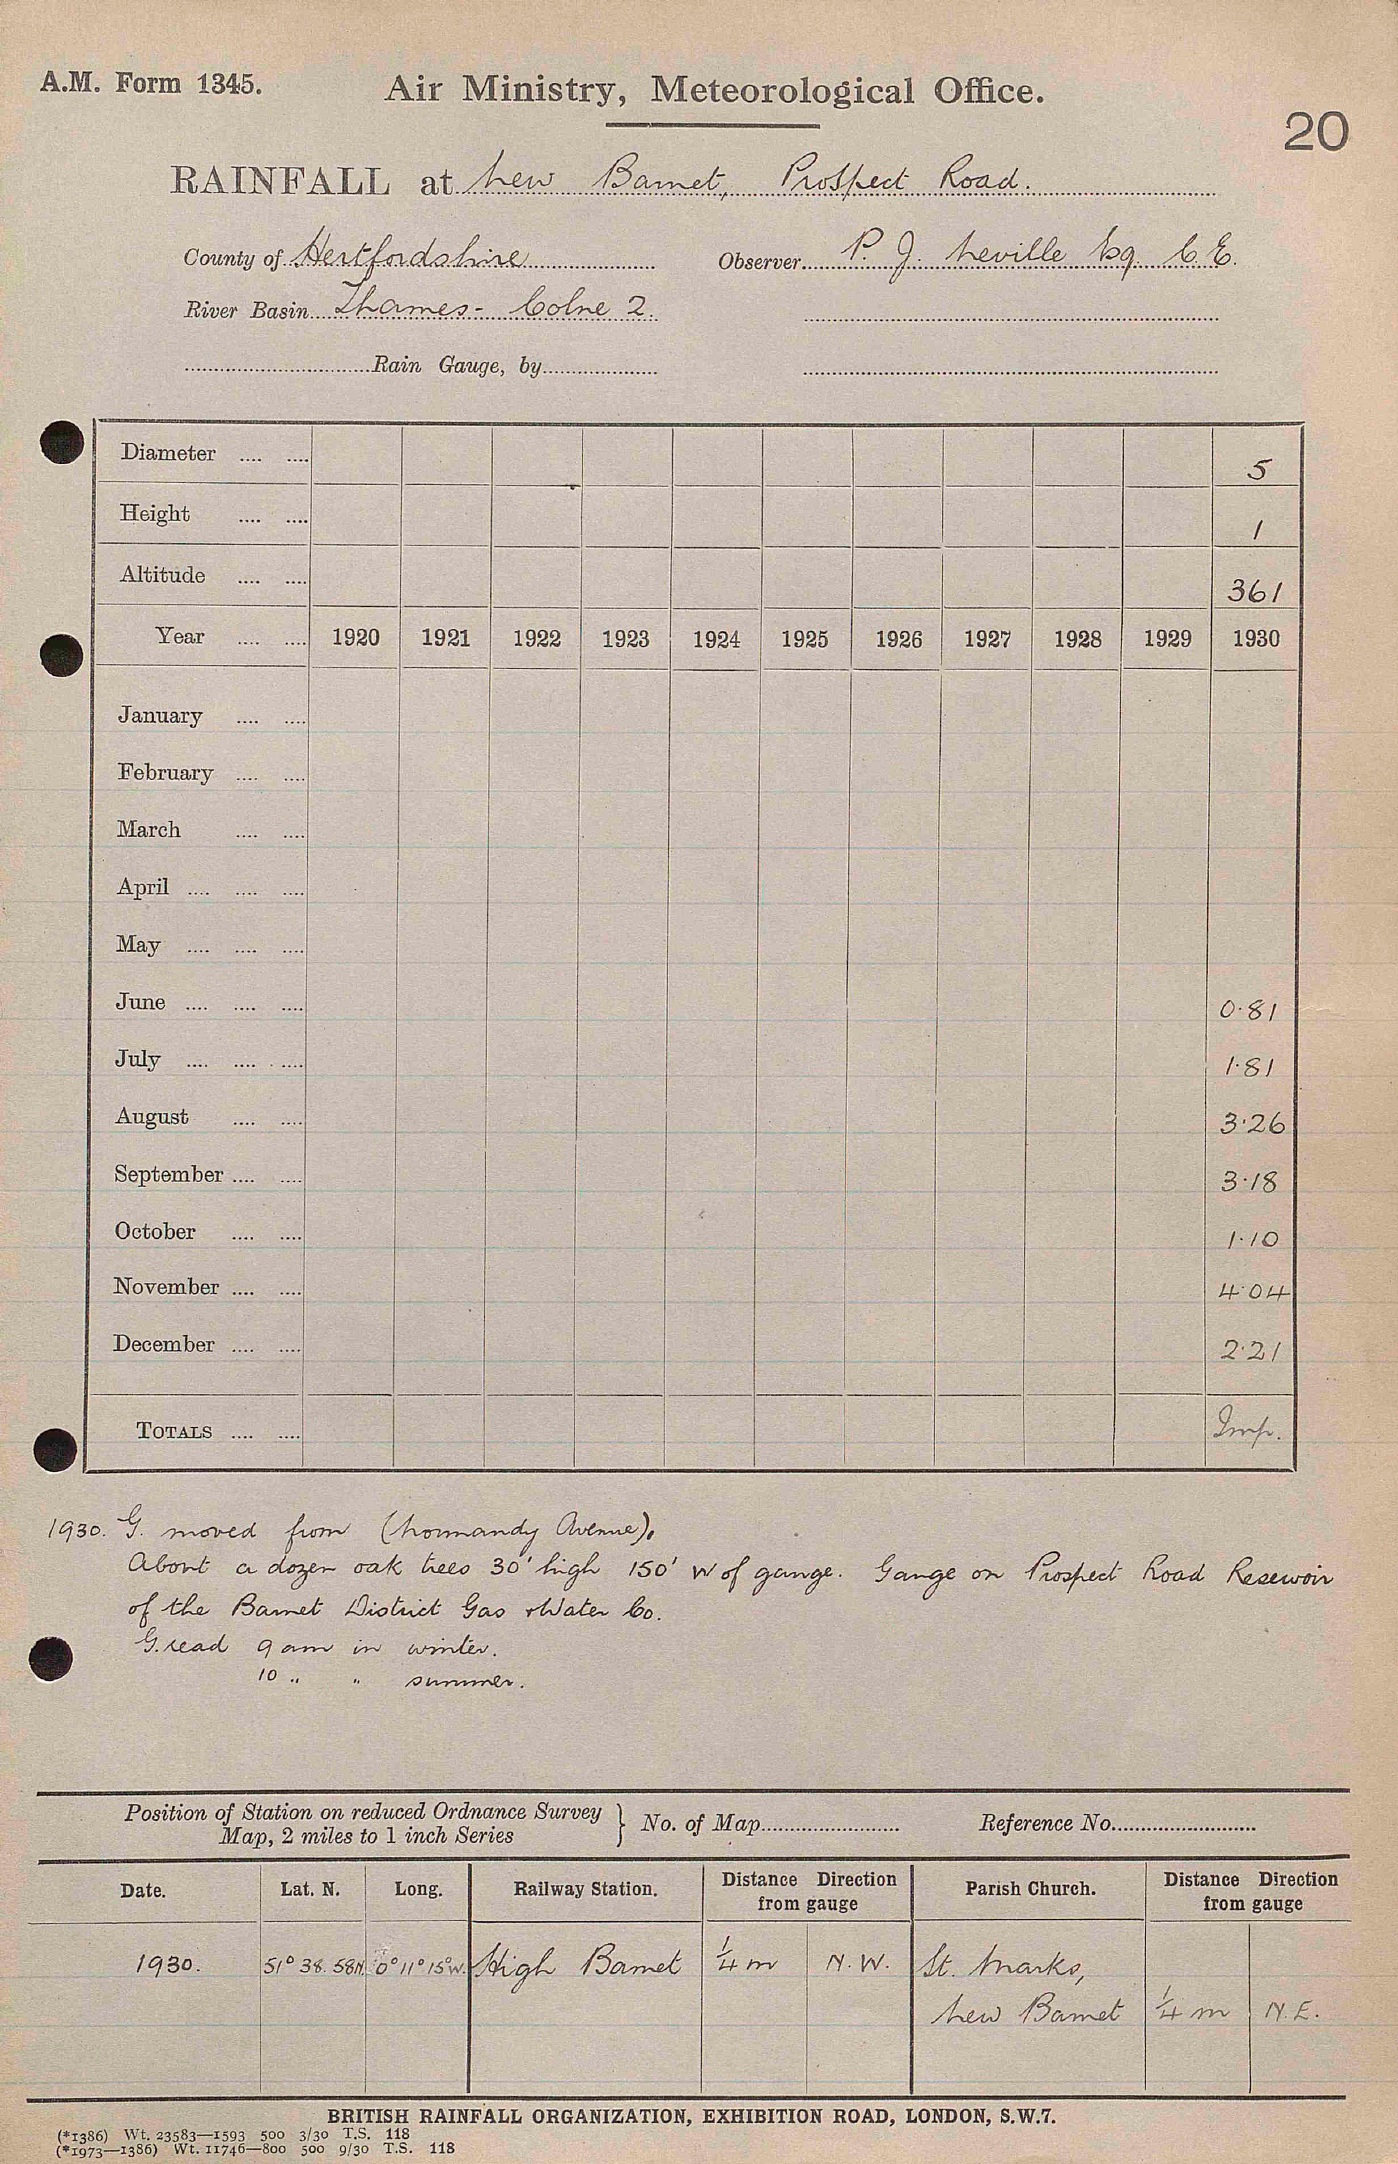 A.M. Form 1345.
Air Ministry, Meteorological Office.
20
RAINFALL at New Barnet, Prospect Road.
County of Hertfordshire
Observer P. J. Neville Esq. C.E.
River Basin Thames - Colne 2.
Rain Gauge, by
Diameter 5
Height 1
Altitude 361
Year 1920 1921 1922 1923 1924 1925 1926 1927 1928 1929 1930
January
February
March
April
May
June 0·81
July 1·81
August 3·26
September 3·18
October 1·10
November 4·04
December 2·21
TOTALS Imp.
1930. G. moved from (Normandy Avenue).
About a dozen oak trees 30' high 150' W of gauge. Gauge on Prospect Road Reservoir
of the Barnet District Gas & Water Co.
G. read 9 am in winter.
10 " " summer.
Position of Station on reduced Ordnance Survey
Map, 2 miles to 1 inch Series } No. of Map Reference No.
Date. Lat. N. Long. Railway Station. Distance Direction from gauge Parish Church. Distance Direction from gauge
1930. 51° 38. 58N. 0° 11° 15°W. High Barnet 1/4 m N.W. St. Marks,
New Barnet 1/4 m N.E.
BRITISH RAINFALL ORGANIZATION, EXHIBITION ROAD, LONDON, S.W.7.
(*1386) Wt. 23583—1593 500 3/30 T.S. 118
(*1973—1386) Wt. 11746—800 500 9/30 T.S. 118